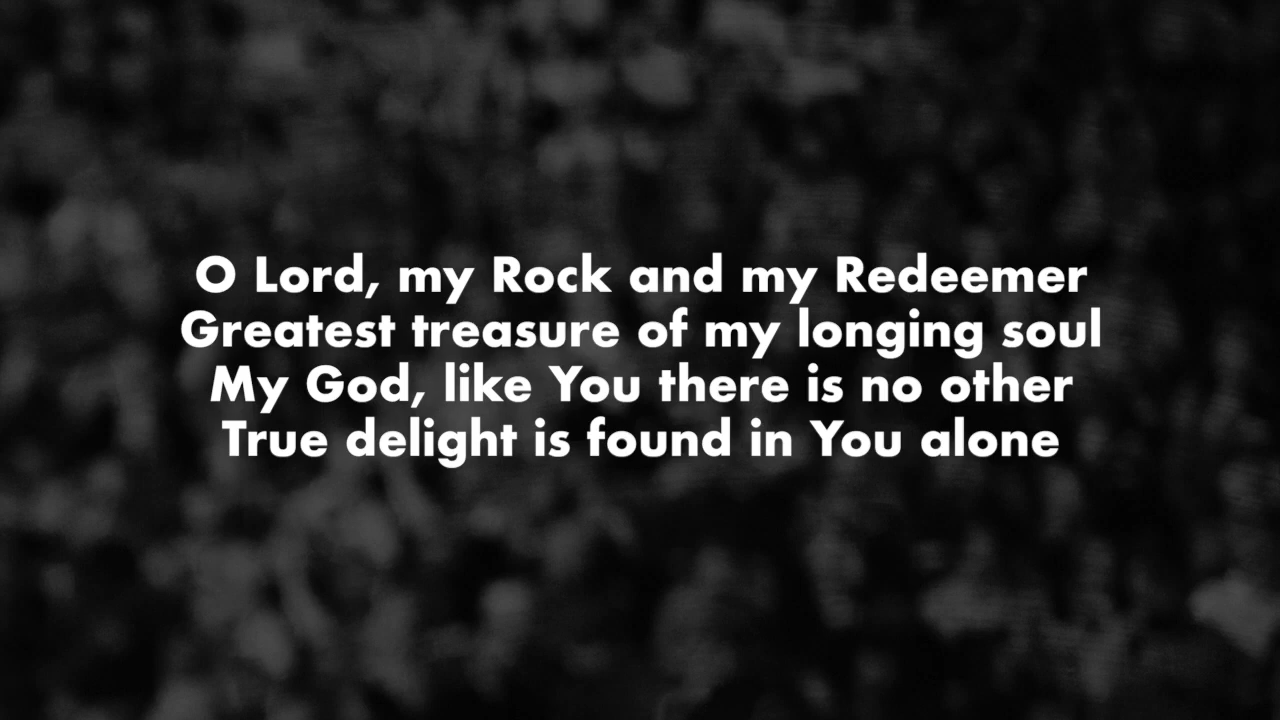 O Lord, my Rock and my Redeemer
Greatest treasure of my longing soul
My God, like You there is no other
True delight is found in You alone